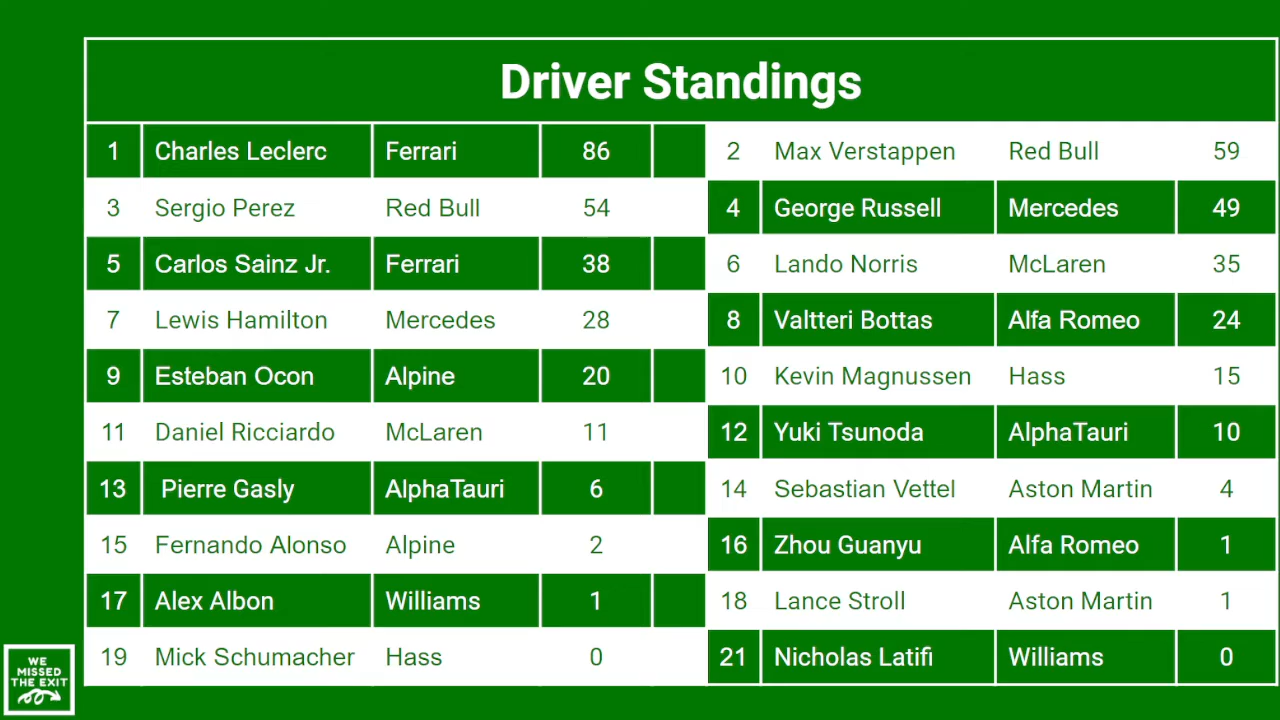 Driver Standings
1 Charles Leclerc Ferrari 86 2 Max Verstappen Red Bull 59
3 Sergio Perez Red Bull 54 4 George Russell Mercedes 49
5 Carlos Sainz Jr. Ferrari 38 6 Lando Norris McLaren 35
7 Lewis Hamilton Mercedes 28 8 Valtteri Bottas Alfa Romeo 24
9 Esteban Ocon Alpine 20 10 Kevin Magnussen Hass 15
11 Daniel Ricciardo McLaren 11 12 Yuki Tsunoda AlphaTauri 10
13 Pierre Gasly AlphaTauri 6 14 Sebastian Vettel Aston Martin 4
15 Fernando Alonso Alpine 2 16 Zhou Guanyu Alfa Romeo 1
17 Alex Albon Williams 1 18 Lance Stroll Aston Martin 1
19 Mick Schumacher Hass 0 21 Nicholas Latifi Williams 0
WE
MISSED
THE EXIT